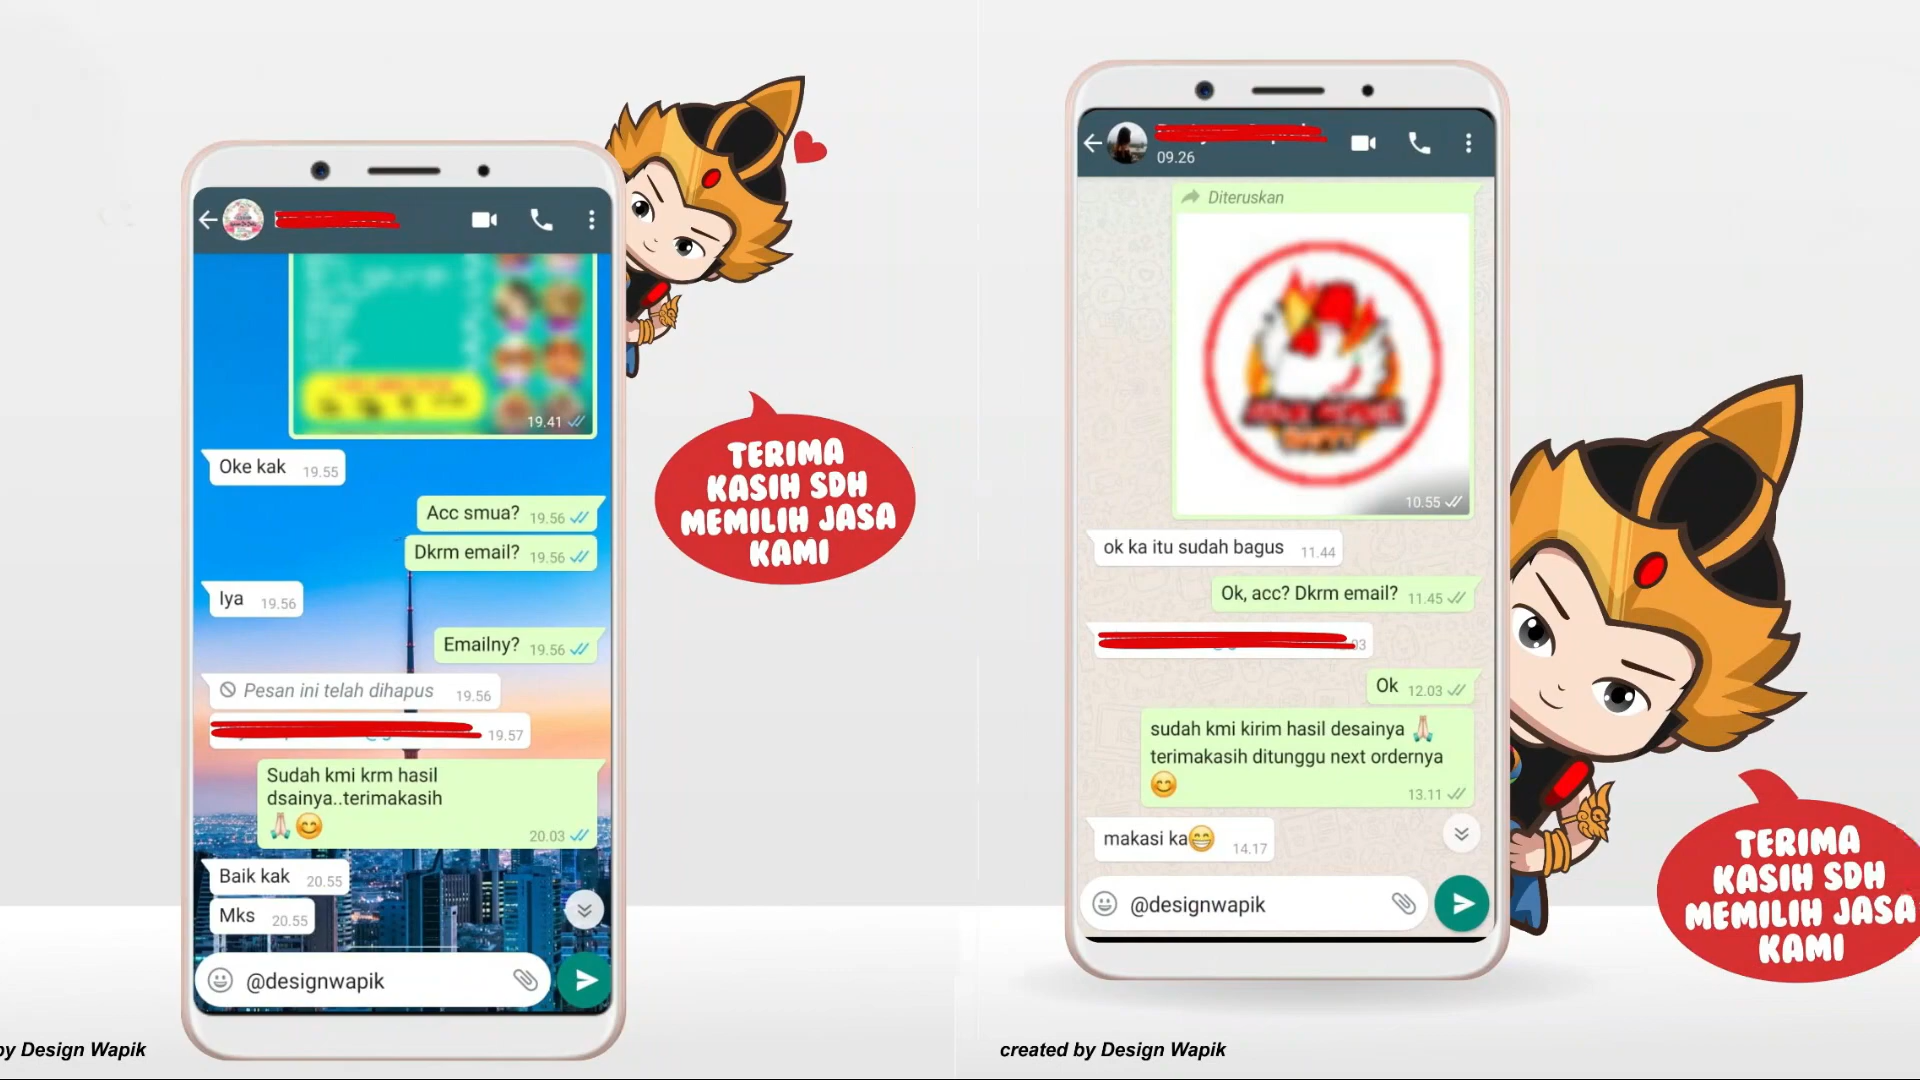 19.41
Oke kak 19.55
Acc smua? 19.56
Dkrm email? 19.56
Iya 19.56
Emailny? 19.56
Pesan ini telah dihapus 19.56
19.57
Sudah kmi krm hasil
dsainya..terimakasih
🙏🏻😊
20.03
Baik kak 20.55
Mks 20.55
@designwapik
TERIMA
KASIH SDH
MEMILIH JASA
KAMI
by Design Wapik
09.26
Diteruskan
10.55
ok ka itu sudah bagus 11.44
Ok, acc? Dkrm email? 11.45
Ok 12.03
sudah kmi kirim hasil desainya 🙏🏻
terimakasih ditunggu next ordernya
😊
13.11
makasi ka😁 14.17
@designwapik
TERIMA
KASIH SDH
MEMILIH JASA
KAMI
created by Design Wapik